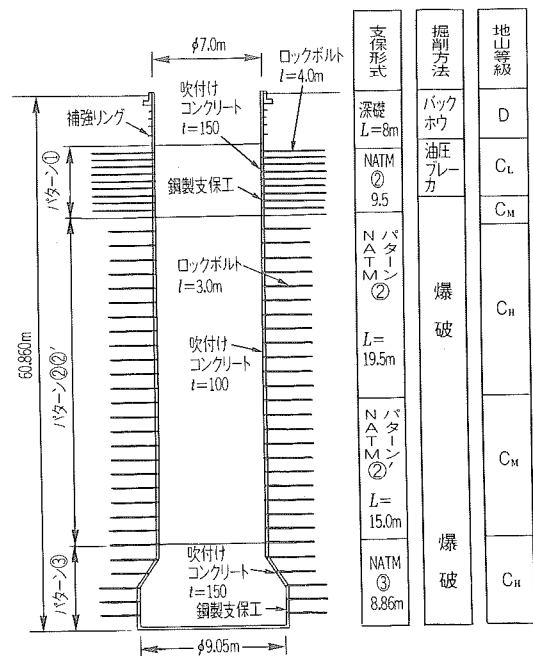 φ7.0m
ロックボルト
l=4.0m
吹付け
コンクリート
t=150
補強リング
パターン①
鋼製支保工
60.860m
パターン②②′
ロックボルト
l=3.0m
吹付け
コンクリート
t=100
吹付け
コンクリート
t=150
パターン③
鋼製支保工
φ9.05m
支保形式
深礎
L=8m
NATM
②
9.5
NATM
パターン
②
L=
19.5m
NATM
パターン
②′
L=
15.0m
NATM
③
8.86m
掘削方法
バック
ホウ
油圧
ブレー
カ
爆破
爆破
地山等級
D
CL
CM
CH
CM
CH